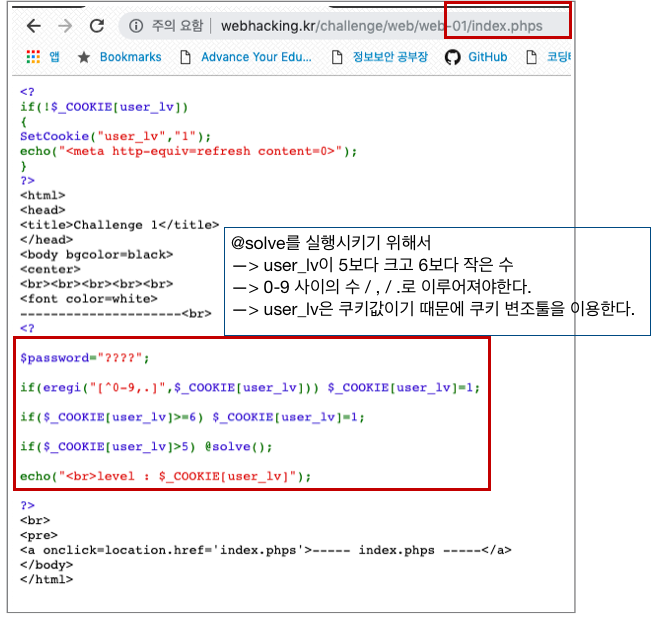 주의 요함 | webhacking.kr/challenge/web/web-01/index.phps
앱 Bookmarks Advance Your Edu... 정보보안 공부장 GitHub
<?
if(!$_COOKIE[user_lv])
{
SetCookie("user_lv","1");
echo("<meta http-equiv=refresh content=0>");
}
?>
<html>
<head>
<title>Challenge 1</title>
</head>
<body bgcolor=black>
<center>
<br><br><br><br><br>
<font color=white>
---------------------<br>
<?
@solve를 실행시키기 위해서
—> user_lv이 5보다 크고 6보다 작은 수
—> 0-9 사이의 수 / , / .로 이루어져야한다.
—> user_lv은 쿠키값이기 때문에 쿠키 변조툴을 이용한다.
$password="????";
if(eregi("[^0-9,.]",$_COOKIE[user_lv])) $_COOKIE[user_lv]=1;
if($_COOKIE[user_lv]>=6) $_COOKIE[user_lv]=1;
if($_COOKIE[user_lv]>5) @solve();
echo("<br>level : $_COOKIE[user_lv]");
?>
<br>
<pre>
<a onclick=location.href='index.phps'>----- index.phps -----</a>
</body>
</html>